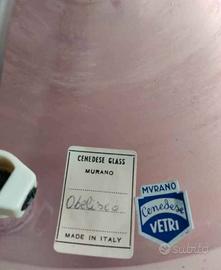 CENEDESE GLASS
MURANO
Obelisco
MADE IN ITALY
MVRANO
Cenedese
VETRI
subito